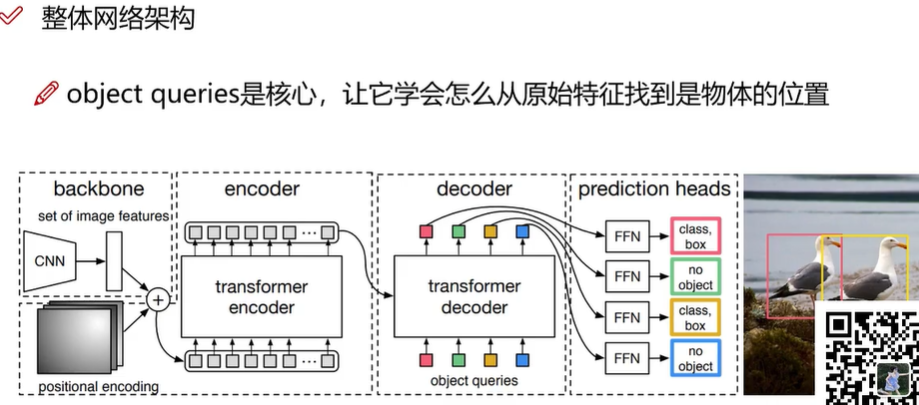 整体网络架构
object queries是核心，让它学会怎么从原始特征找到是物体的位置
backbone
set of image features
CNN
+
positional encoding
encoder
...
transformer
encoder
...
decoder
transformer
decoder
object queries
prediction heads
FFN
class,
box
FFN
no
object
FFN
class,
box
FFN
no
object